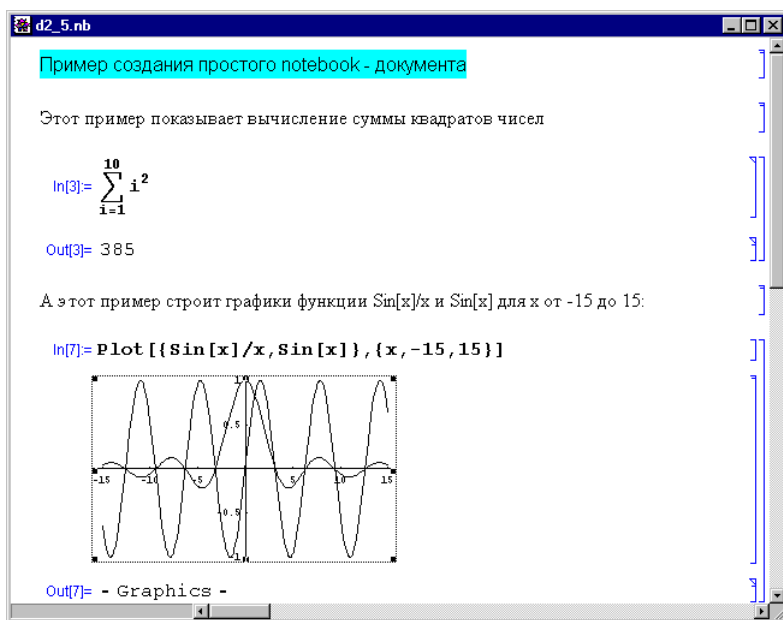 d2_5.nb
Пример создания простого notebook - документа
Этот пример показывает вычисление суммы квадратов чисел
10
In[3]:= ∑ i²
i=1
Out[3]= 385
А этот пример строит графики функции Sin[x]/x и Sin[x] для x от -15 до 15:
In[7]:= Plot[{Sin[x]/x,Sin[x]},{x,-15,15}]
1
0.5
-15 -10 -5 5 10 15
-0.5
-1
Out[7]= - Graphics -